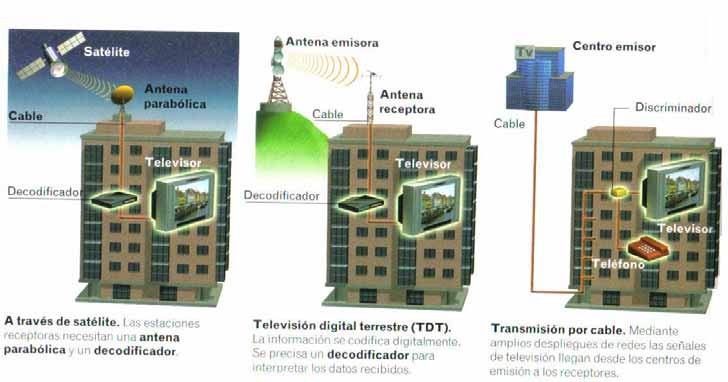 Satélite
Antena
parabólica
Cable
Televisor
Decodificador
A través de satélite. Las estaciones
receptoras necesitan una antena
parabólica y un decodificador.
Antena emisora
Antena
receptora
Cable
Televisor
Decodificador
Televisión digital terrestre (TDT).
La información se codifica digitalmente.
Se precisa un decodificador para
interpretar los datos recibidos.
Tv
Centro emisor
Discriminador
Cable
Televisor
Teléfono
Transmisión por cable. Mediante
amplios despliegues de redes las señales
de televisión llegan desde los centros de
emisión a los receptores.